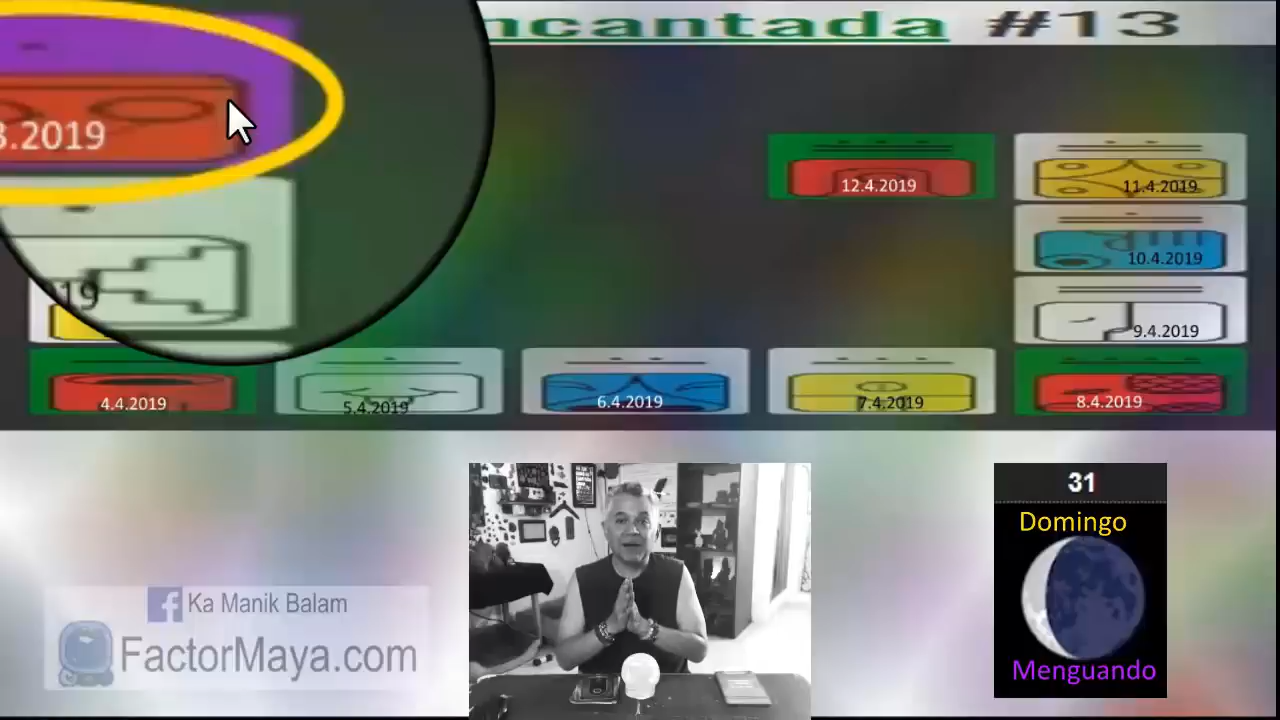 ncantada #13
3.2019
12.4.2019
11.4.2019
10.4.2019
19
9.4.2019
4.4.2019
5.4.2019
6.4.2019
7.4.2019
8.4.2019
31
Domingo
Menguando
Ka Manik Balam
FactorMaya.com